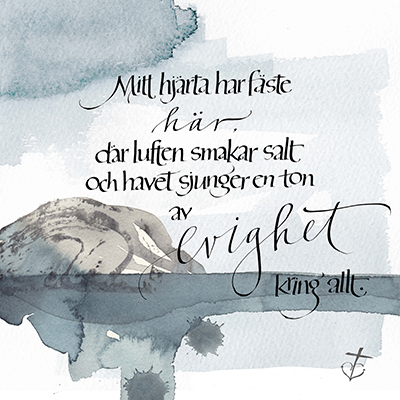 Mitt hjärta har fäste
här,
där luften smakar salt
och havet sjunger en ton
av
evighet
kring allt.